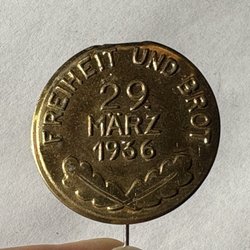 FREIHEIT UND BROT
29.
MÄRZ
1936